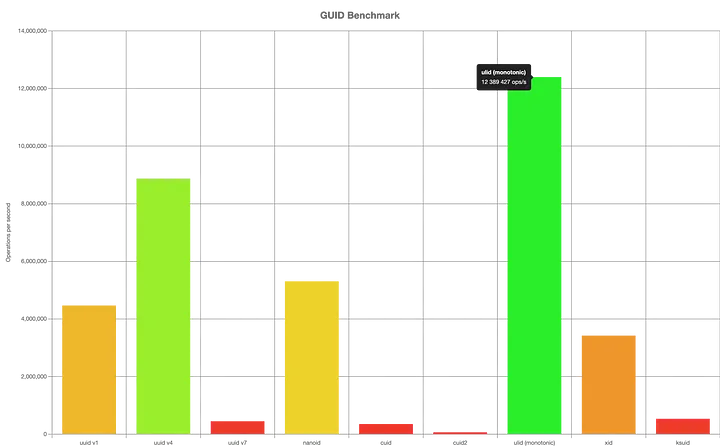 GUID Benchmark
14,000,000
12,000,000
10,000,000
8,000,000
6,000,000
4,000,000
2,000,000
0
Operations per second
ulid (monotonic)
12 389 427 ops/s
uuid v1
uuid v4
uuid v7
nanoid
cuid
cuid2
ulid (monotonic)
xid
ksuid